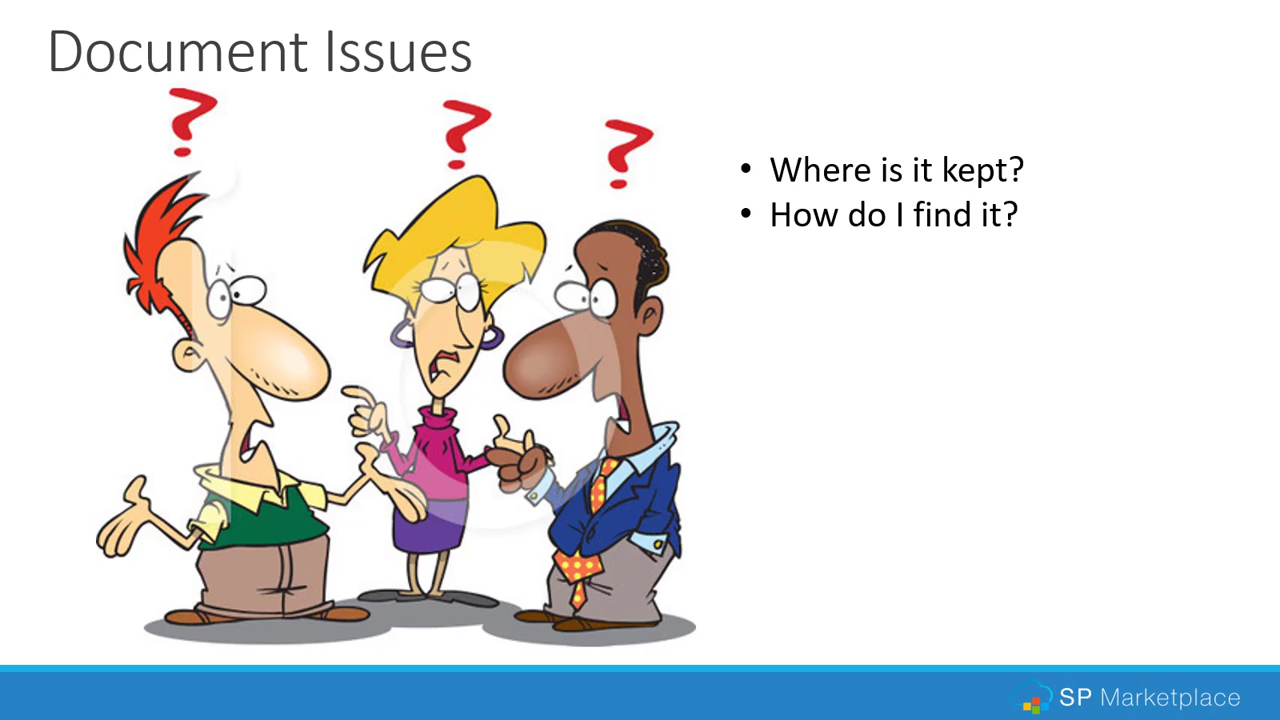 Document Issues
? ? ?
• Where is it kept?
• How do I find it?
SP Marketplace